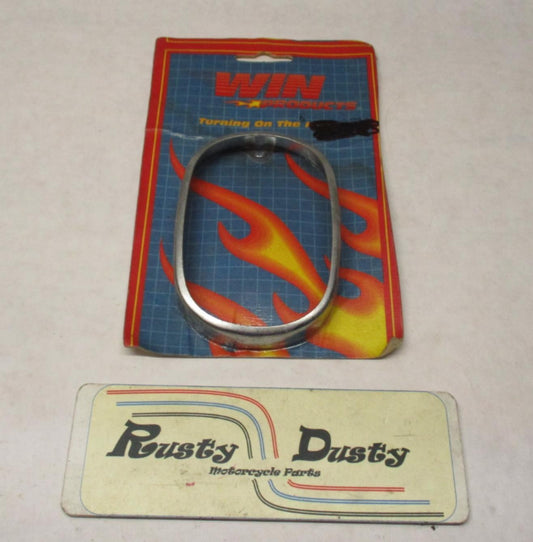 WIN
PRODUCTS
Turning On The
Rusty Dusty
Motorcycle Parts